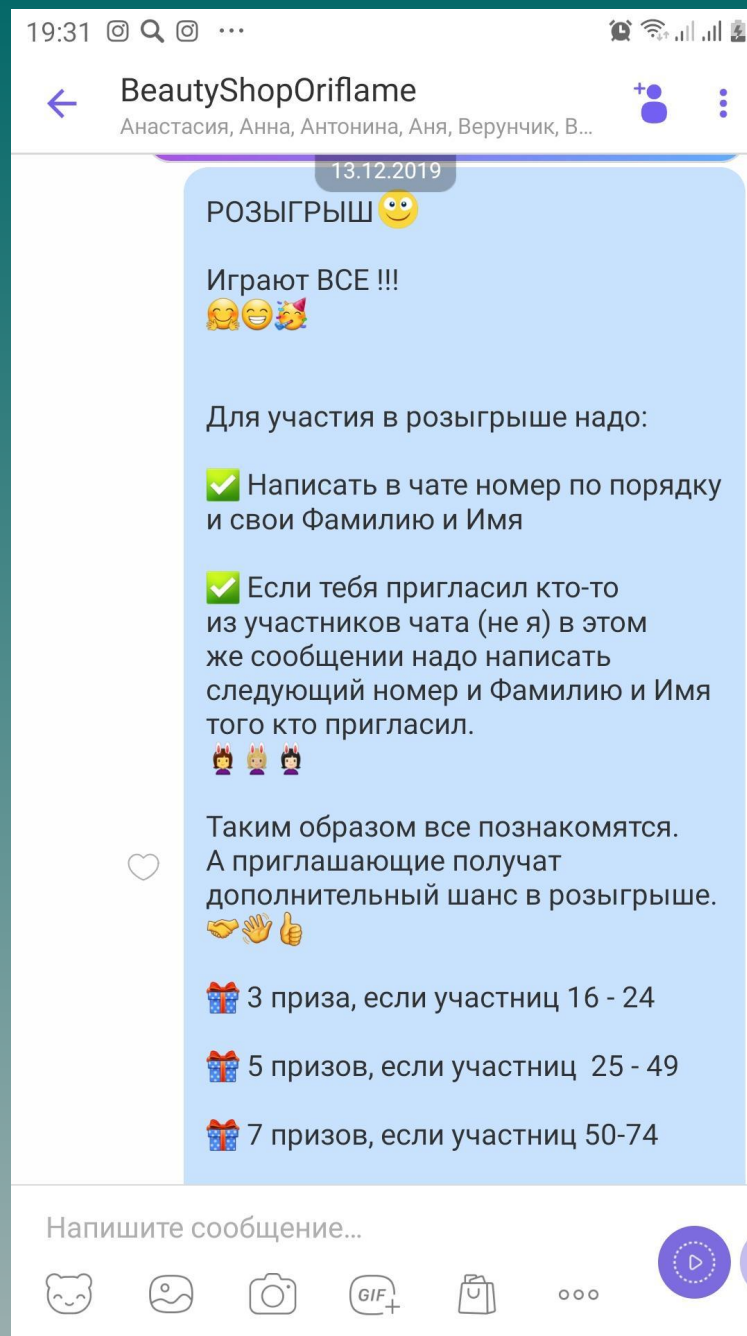 19:31
BeautyShopOriflame
Анастасия, Анна, Антонина, Аня, Верунчик, В...
13.12.2019
РОЗЫГРЫШ🙂
Играют ВСЕ !!!
🤗😁🥳
Для участия в розыгрыше надо:
✅ Написать в чате номер по порядку
и свои Фамилию и Имя
✅ Если тебя пригласил кто-то
из участников чата (не я) в этом
же сообщении надо написать
следующий номер и Фамилию и Имя
того кто пригласил.
Таким образом все познакомятся.
А приглашающие получат
дополнительный шанс в розыгрыше.
🤝👋👍
🎁 3 приза, если участниц 16 - 24
🎁 5 призов, если участниц  25 - 49
🎁 7 призов, если участниц 50-74
Напишите сообщение...
GIF